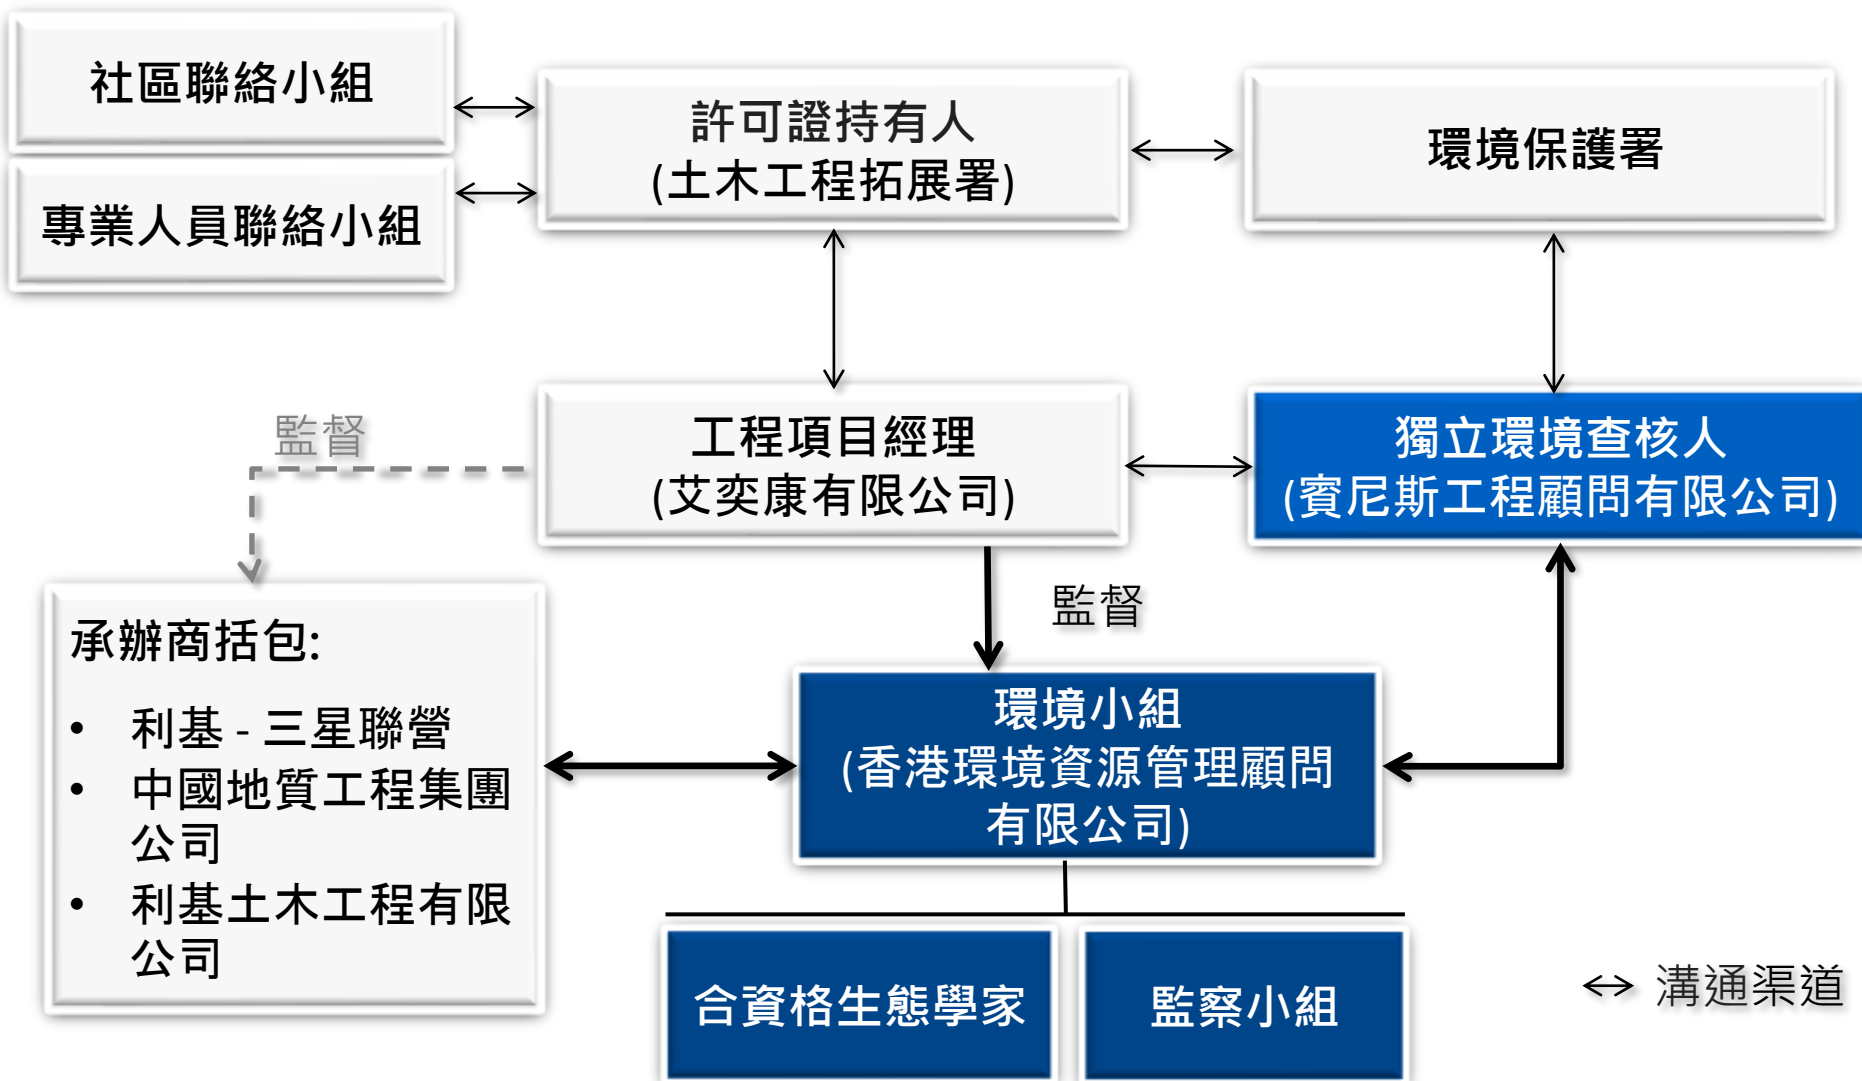 社區聯絡小組
專業人員聯絡小組
許可證持有人
(土木工程拓展署)
環境保護署
監督
工程項目經理
(艾奕康有限公司)
獨立環境查核人
(賓尼斯工程顧問有限公司)
監督
承辦商括包:
• 利基 - 三星聯營
• 中國地質工程集團
公司
• 利基土木工程有限
公司
環境小組
(香港環境資源管理顧問
有限公司)
合資格生態學家
監察小組
溝通渠道